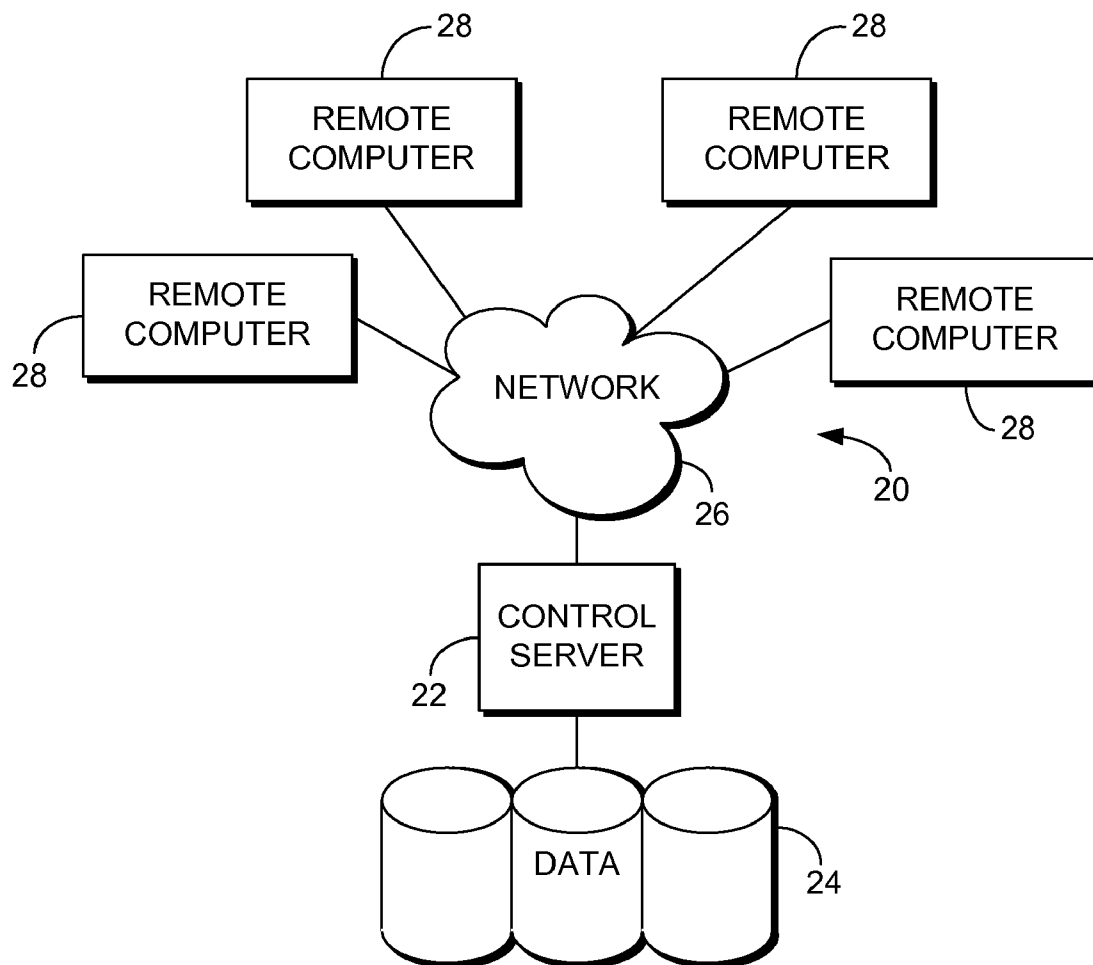 28
28
REMOTE
COMPUTER
REMOTE
COMPUTER
REMOTE
COMPUTER
REMOTE
COMPUTER
28
28
NETWORK
20
26
CONTROL
SERVER
22
DATA
24